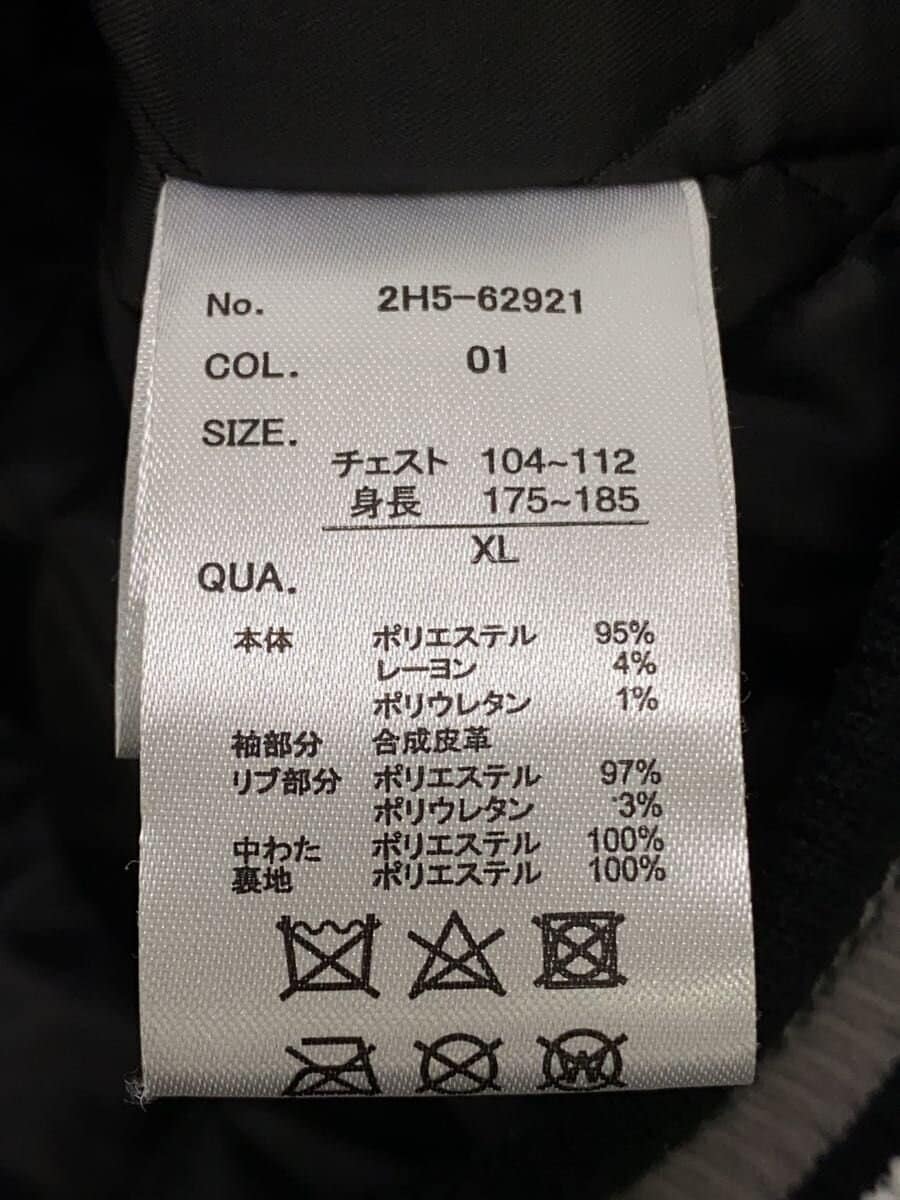 No. 2H5-62921
COL. 01
SIZE.
チェスト 104~112
身長 175~185
XL
QUA.
本体 ポリエステル 95%
レーヨン 4%
ポリウレタン 1%
袖部分 合成皮革
リブ部分 ポリエステル 97%
ポリウレタン 3%
中わた ポリエステル 100%
裏地 ポリエステル 100%
W